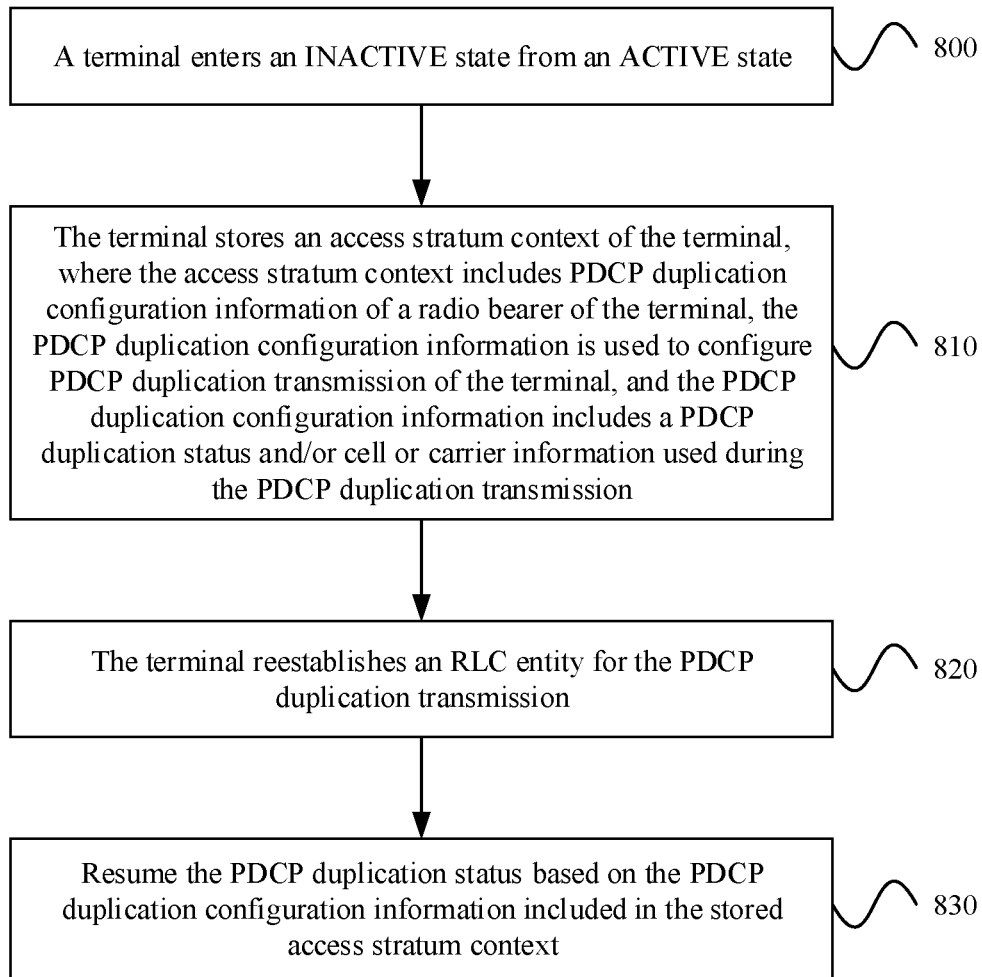 A terminal enters an INACTIVE state from an ACTIVE state
800
The terminal stores an access stratum context of the terminal,
where the access stratum context includes PDCP duplication
configuration information of a radio bearer of the terminal, the
PDCP duplication configuration information is used to configure
PDCP duplication transmission of the terminal, and the PDCP
duplication configuration information includes a PDCP
duplication status and/or cell or carrier information used during
the PDCP duplication transmission
810
The terminal reestablishes an RLC entity for the PDCP
duplication transmission
820
Resume the PDCP duplication status based on the PDCP
duplication configuration information included in the stored
access stratum context
830